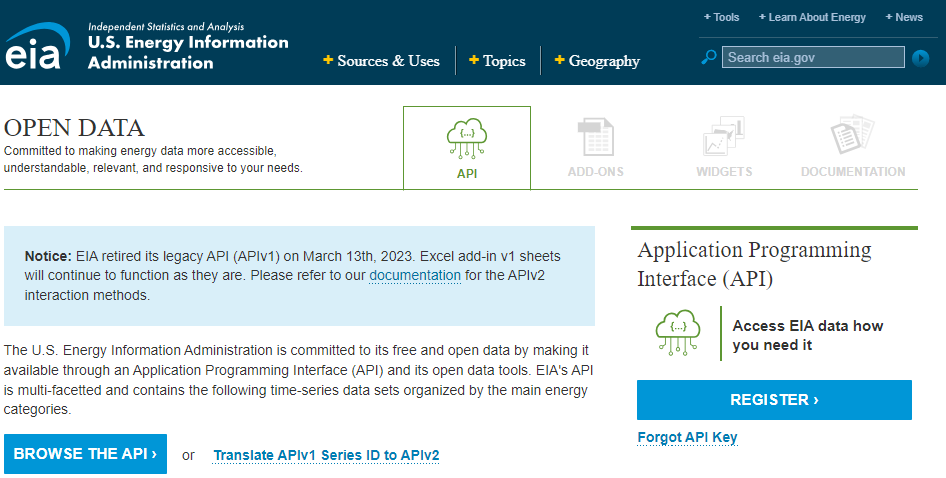 + Tools + Learn About Energy + News
eia
Independent Statistics and Analysis
U.S. Energy Information
Administration
+ Sources & Uses + Topics + Geography
Search eia.gov
OPEN DATA
Committed to making energy data more accessible,
understandable, relevant, and responsive to your needs.
{...}
API
ADD-ONS
WIDGETS
DOCUMENTATION
Notice: EIA retired its legacy API (APIv1) on March 13th, 2023. Excel add-in v1 sheets
will continue to function as they are. Please refer to our documentation for the APIv2
interaction methods.
The U.S. Energy Information Administration is committed to its free and open data by making it
available through an Application Programming Interface (API) and its open data tools. EIA's API
is multi-facetted and contains the following time-series data sets organized by the main energy
categories.
BROWSE THE API › or Translate APIv1 Series ID to APIv2
Application Programming
Interface (API)
{...}
Access EIA data how
you need it
REGISTER ›
Forgot API Key